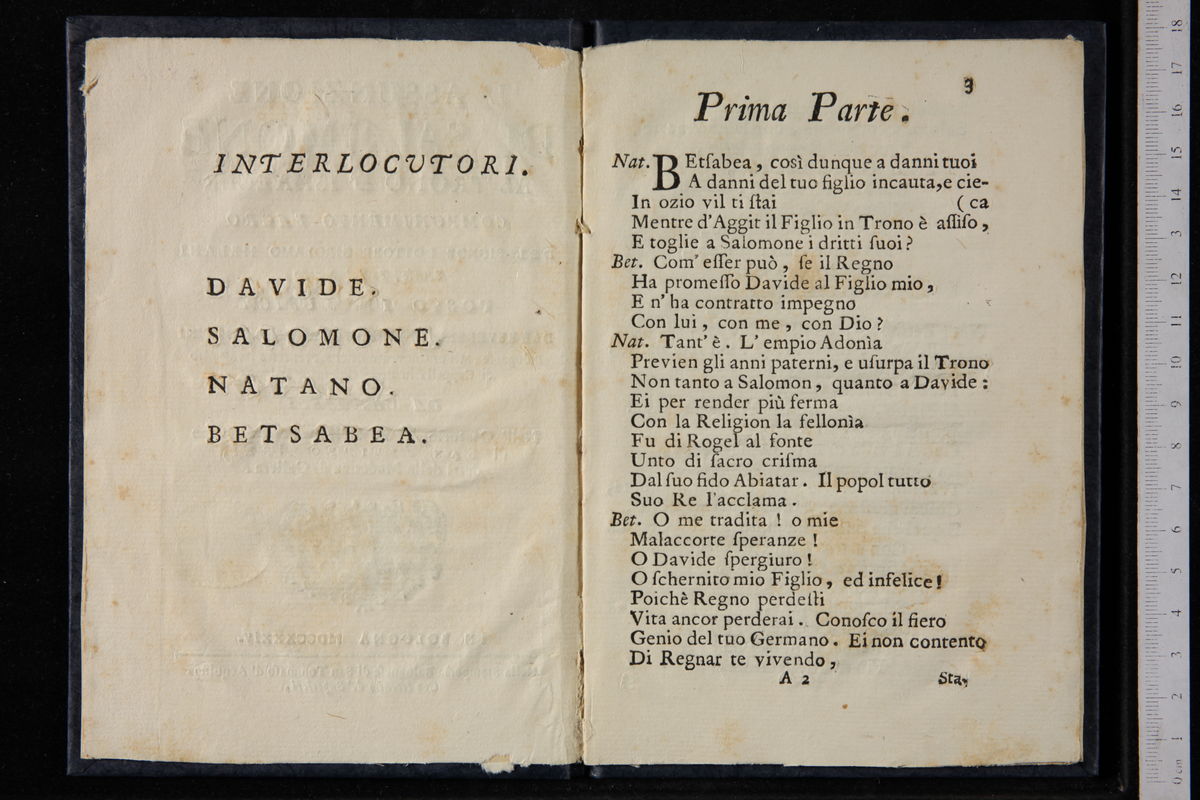 INTERLOCVTORI.
DAVIDE.
SALOMONE.
NATANO.
BETSABEA.
3
Prima Parte.
Nat. BEtſabea, così dunque a danni tuoi
A danni del tuo figlio incauta, e cie-
In ozio vil ti ſtai (ca
Mentre d'Aggit il Figlio in Trono è aſſiſo,
E toglie a Salomone i dritti ſuoi?
Bet. Com' eſſer può, ſe il Regno
Ha promeſſo Davide al Figlio mio,
E n' ha contratto impegno
Con lui, con me, con Dio?
Nat. Tant' è. L' empio Adonìa
Previen gli anni paterni, e uſurpa il Trono
Non tanto a Salomon, quanto a Davide:
Ei per render più ferma
Con la Religion la fellonìa
Fu di Rogel al fonte
Unto di ſacro criſma
Dal ſuo fido Abiatar. Il popol tutto
Suo Re l'acclama.
Bet. O me tradita! o mie
Malaccorte ſperanze!
O Davide ſpergiuro!
O ſchernito mio Figlio, ed infelice!
Poichè Regno perdeſti
Vita ancor perderai. Conoſco il fiero
Genio del tuo Germano. Ei non contento
Di Regnar te vivendo,
A 2 Sta,